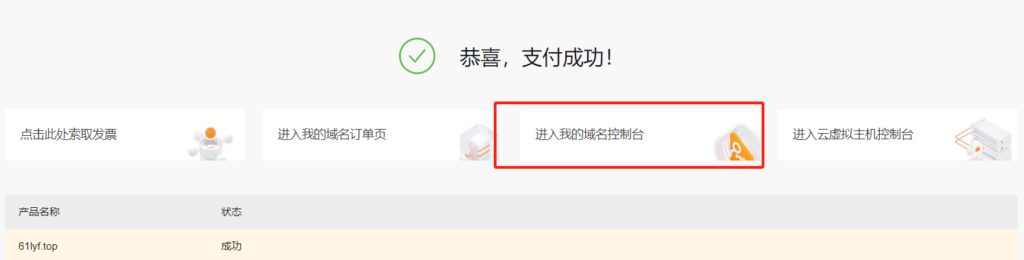 恭喜，支付成功！
点击此处索取发票
进入我的域名订单页
进入我的域名控制台
进入云虚拟主机控制台
产品名称 状态
61lyf.top 成功